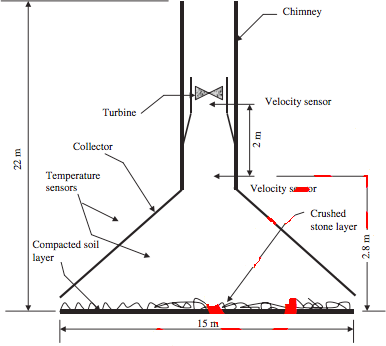 Chimney
Turbine
Velocity sensor
2 m
22 m
Collector
Temperature
sensors
Velocity sensor
Crushed
stone layer
Compacted soil
layer
2.8 m
15 m